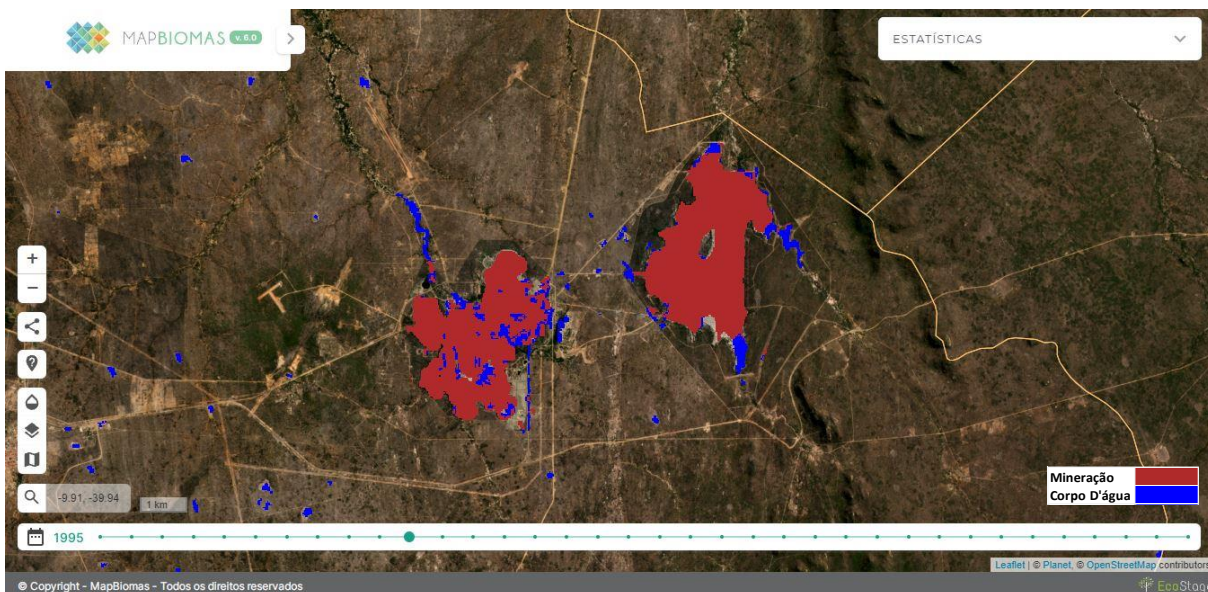 MAPBIOMAS v. 6.0
ESTATÍSTICAS
-9.91, -39.94
1 km
Mineração
Corpo D'água
1995
Leaflet | © Planet, © OpenStreetMap contributors
© Copyright - MapBiomas - Todos os direitos reservados
EcoStage